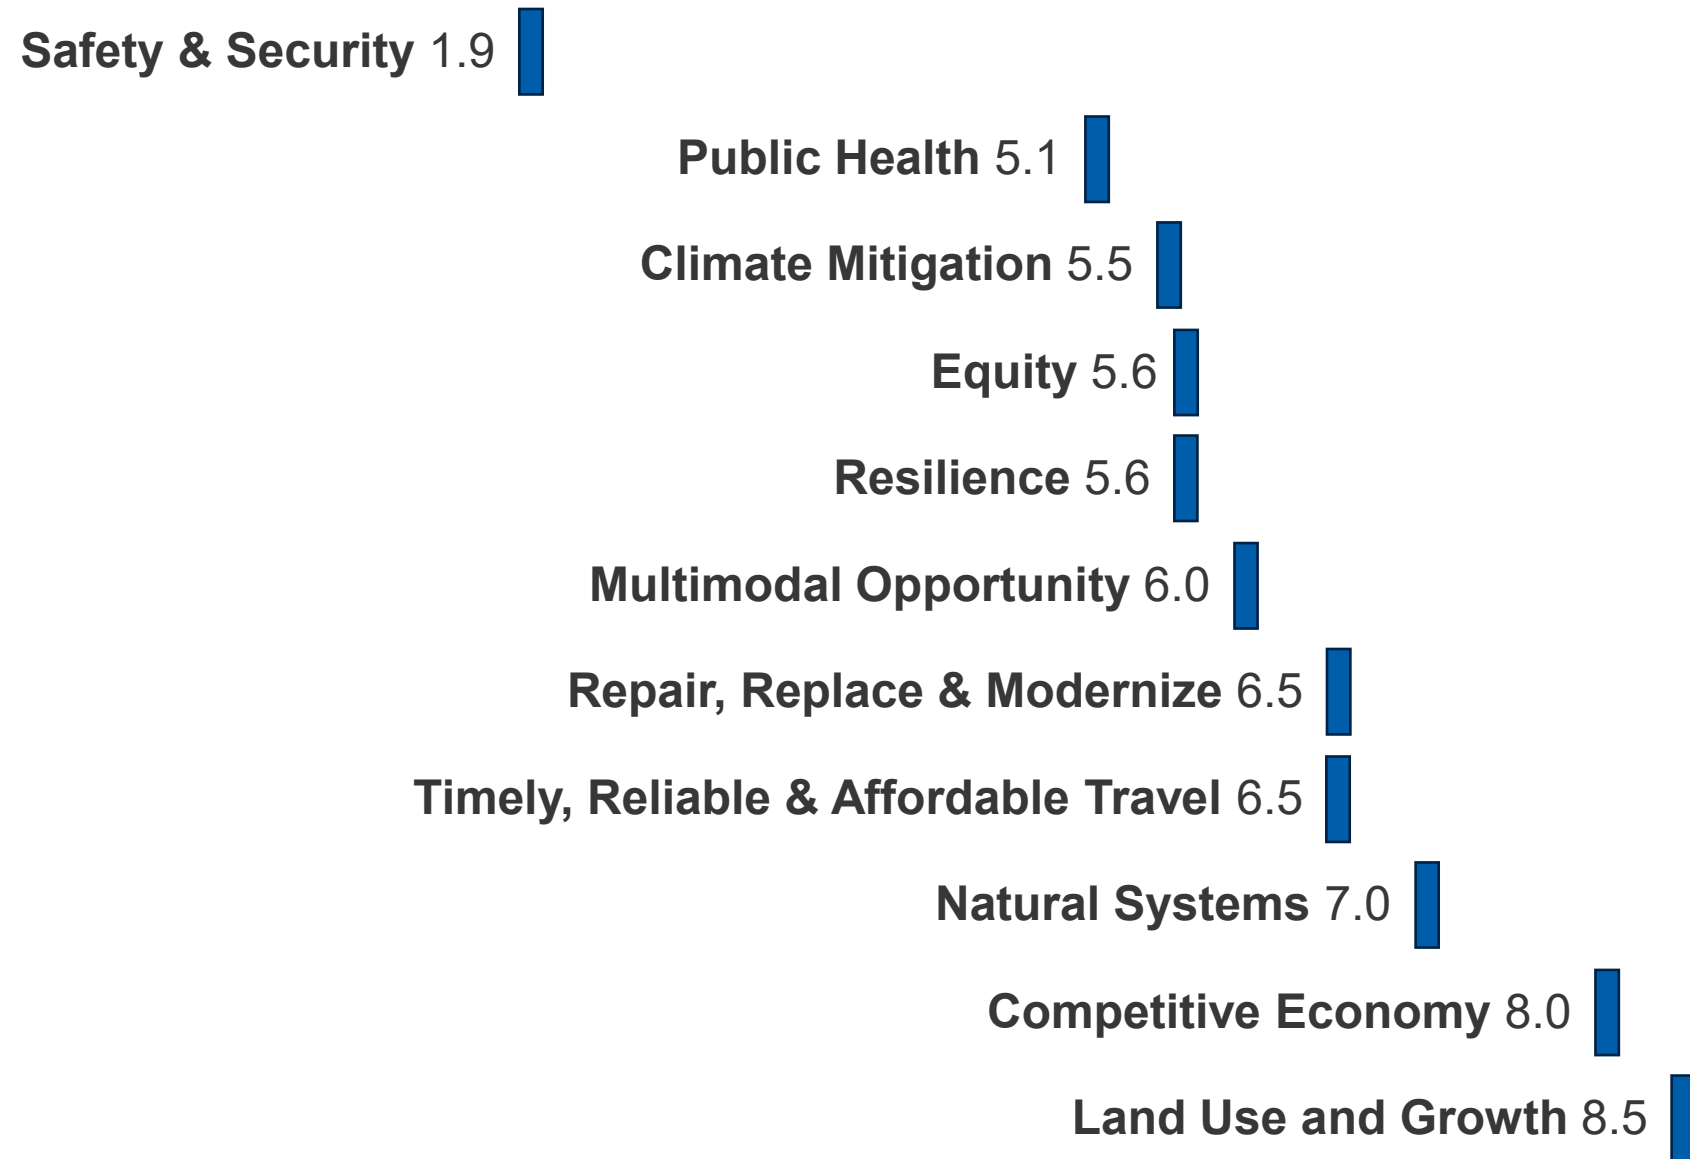 Safety & Security 1.9
Public Health 5.1
Climate Mitigation 5.5
Equity 5.6
Resilience 5.6
Multimodal Opportunity 6.0
Repair, Replace & Modernize 6.5
Timely, Reliable & Affordable Travel 6.5
Natural Systems 7.0
Competitive Economy 8.0
Land Use and Growth 8.5